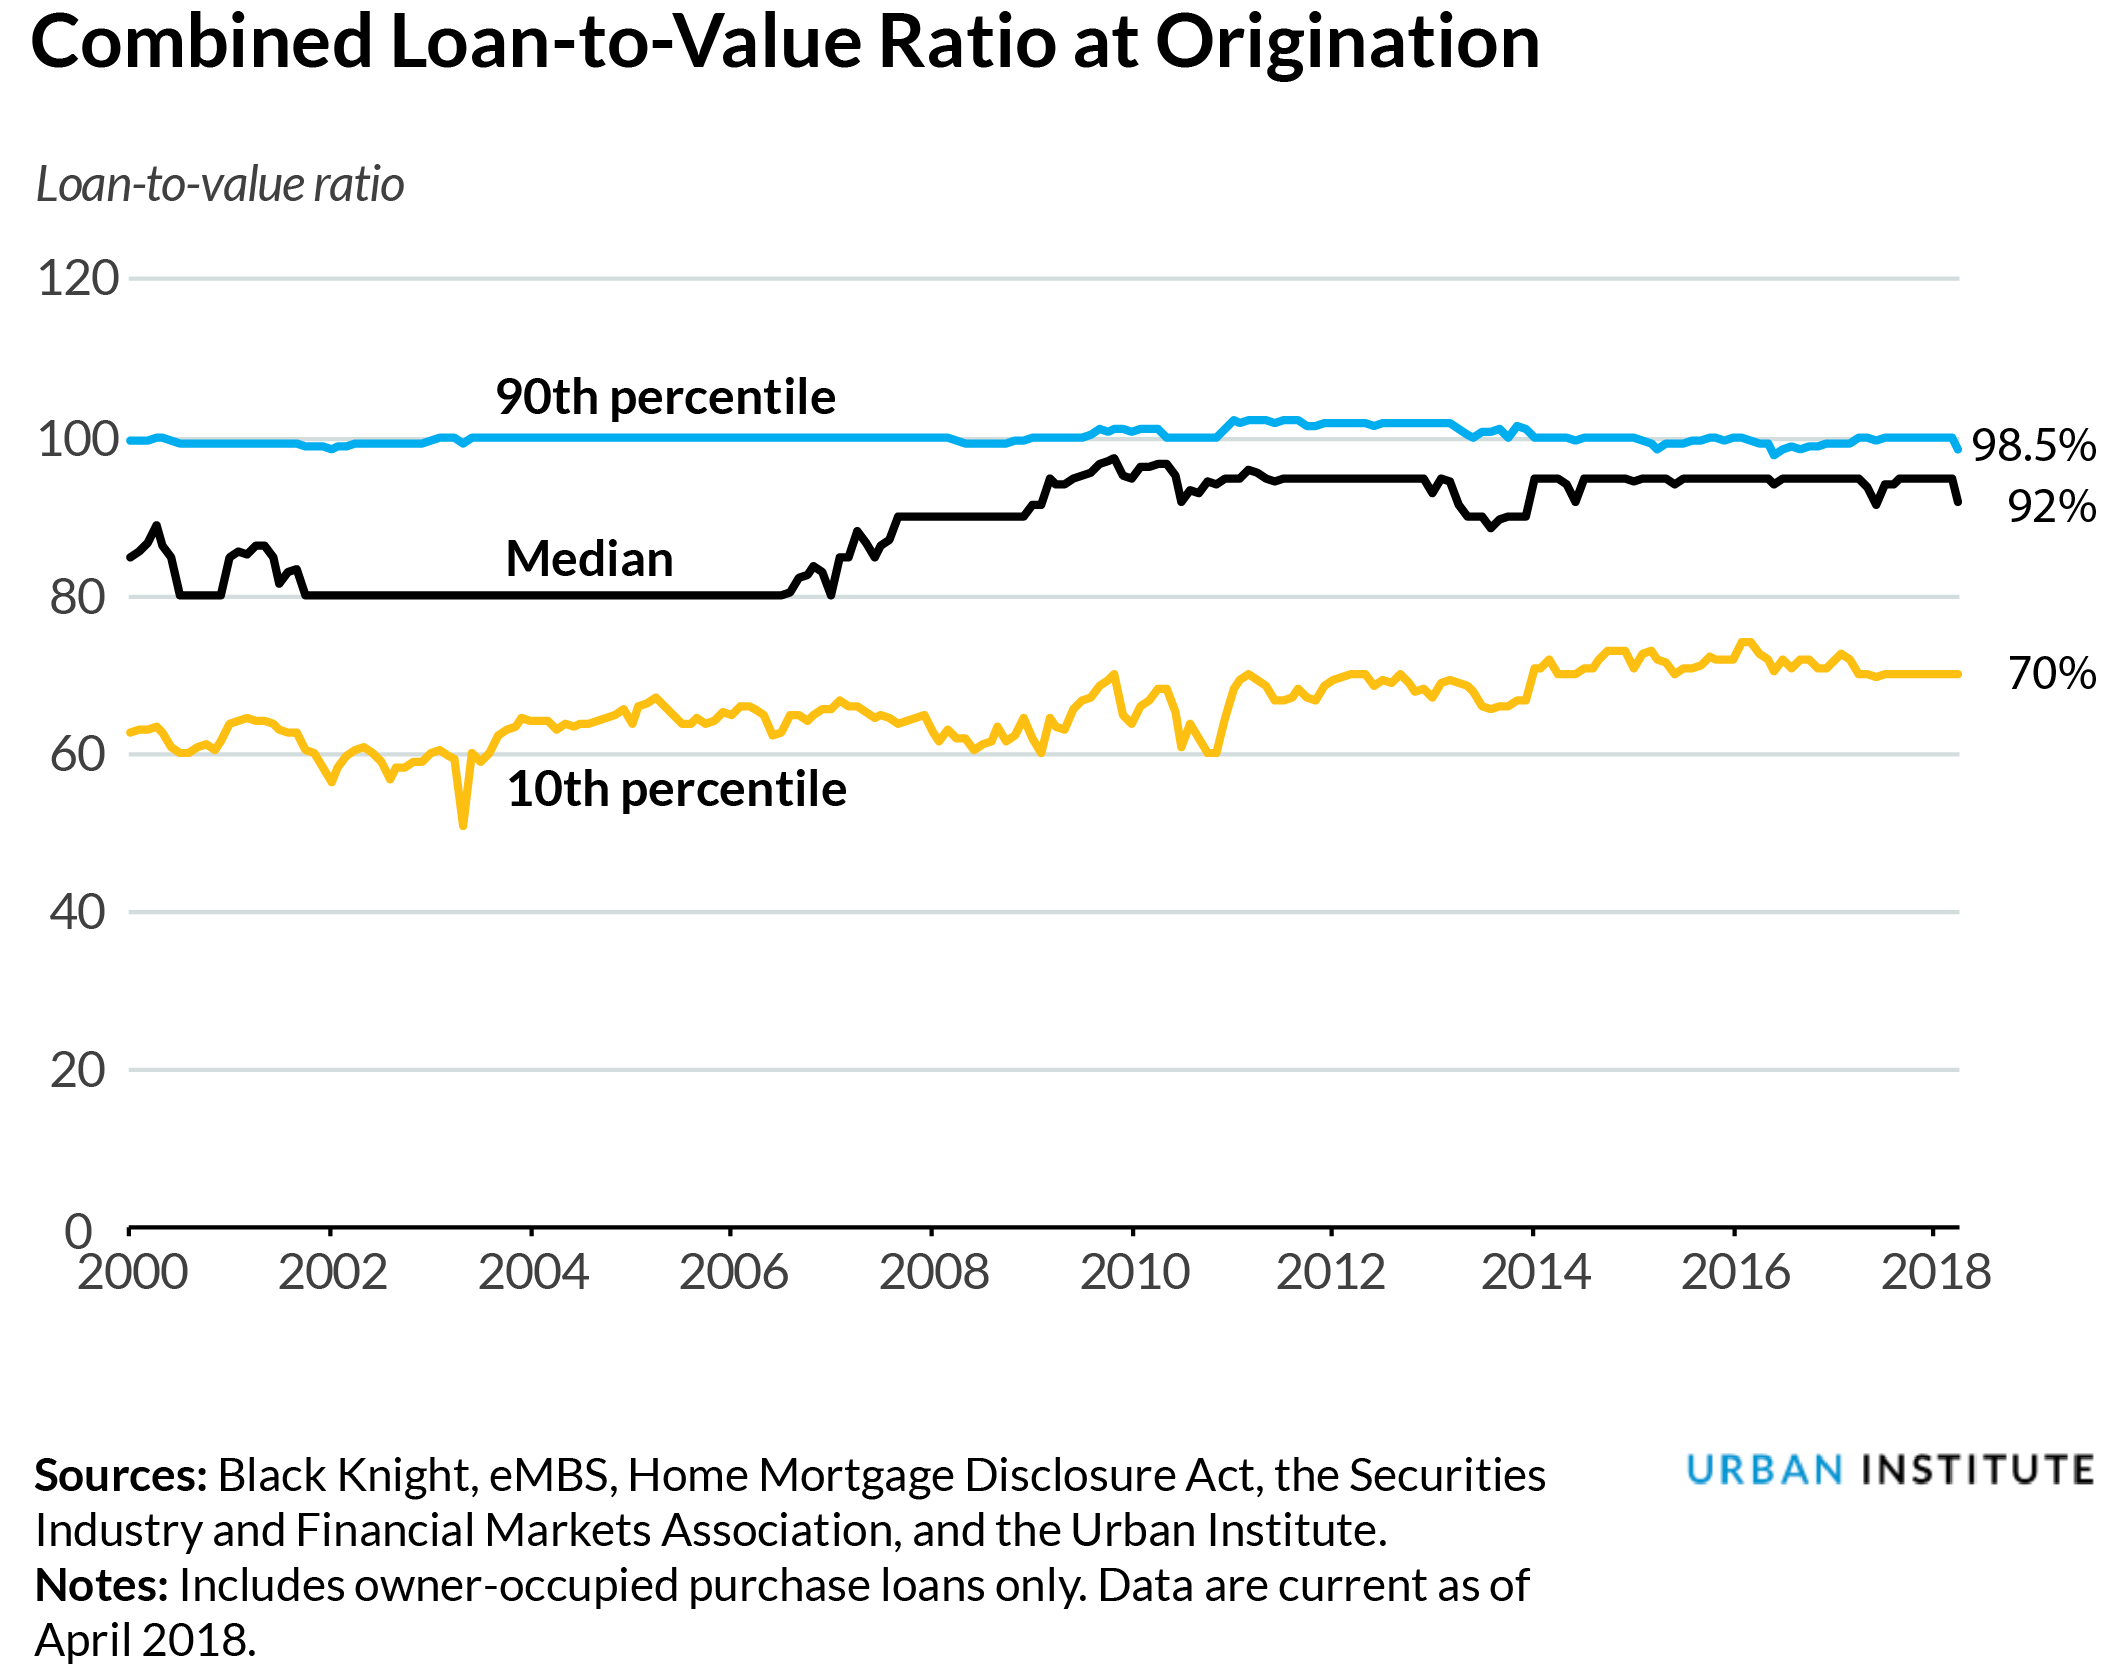 Combined Loan-to-Value Ratio at Origination
Loan-to-value ratio
120
90th percentile
100
98.5%
92%
Median
80
70%
60
10th percentile
40
20
0
2000 2002 2004 2006 2008 2010 2012 2014 2016 2018
Sources: Black Knight, eMBS, Home Mortgage Disclosure Act, the Securities
Industry and Financial Markets Association, and the Urban Institute.
Notes: Includes owner-occupied purchase loans only. Data are current as of
April 2018.
URBAN INSTITUTE